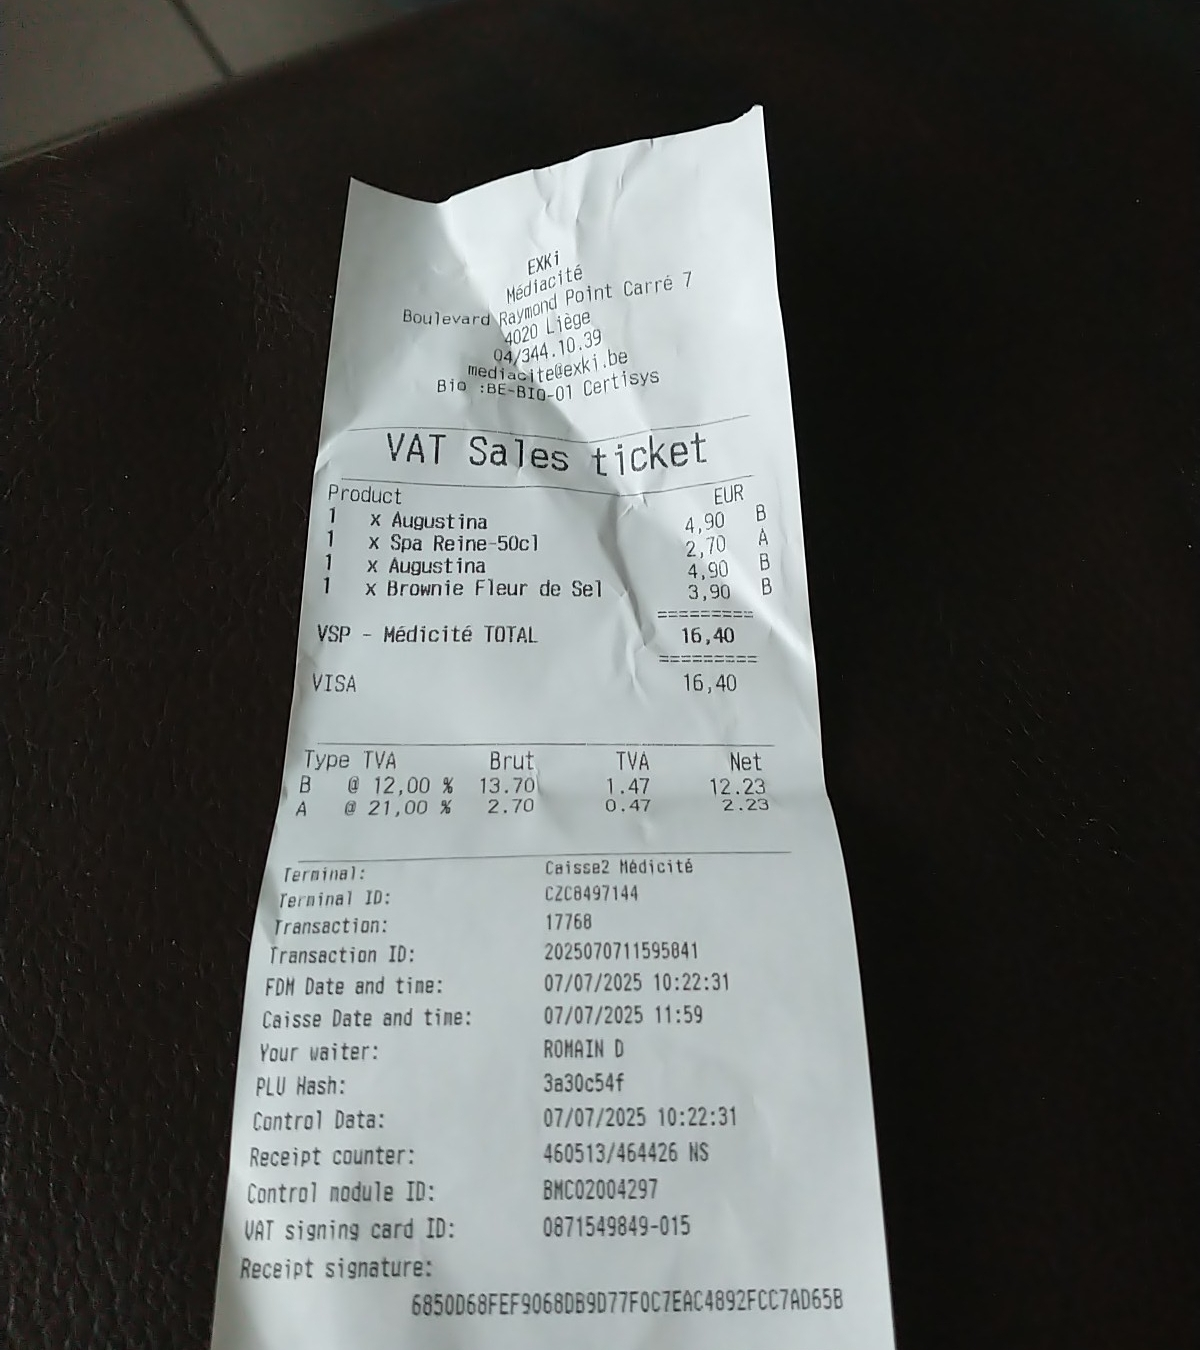 EXKi
Médiacité
Boulevard Raymond Point Carré 7
4020 Liège
04/344.10.39
mediacite@exki.be
Bio :BE-BIO-01 Certisys
VAT Sales ticket
Product EUR
1 x Augustina 4,90 B
1 x Spa Reine-50cl 2,70 A
1 x Augustina 4,90 B
1 x Brownie Fleur de Sel 3,90 B
=========
VSP - Médicité TOTAL 16,40
=========
VISA 16,40
Type TVA Brut TVA Net
B @ 12,00 % 13.70 1.47 12.23
A @ 21,00 % 2.70 0.47 2.23
Terminal: Caisse2 Médicité
Terminal ID: CZC8497144
Transaction: 17768
Transaction ID: 2025070711595841
FDM Date and time: 07/07/2025 10:22:31
Caisse Date and time: 07/07/2025 11:59
Your waiter: ROMAIN D
PLU Hash: 3a30c54f
Control Data: 07/07/2025 10:22:31
Receipt counter: 460513/464426 NS
Control module ID: BMC02004297
VAT signing card ID: 0871549849-015
Receipt signature:
6850D68FEF9068DB9D77F0C7EAC4892FCC7AD65B